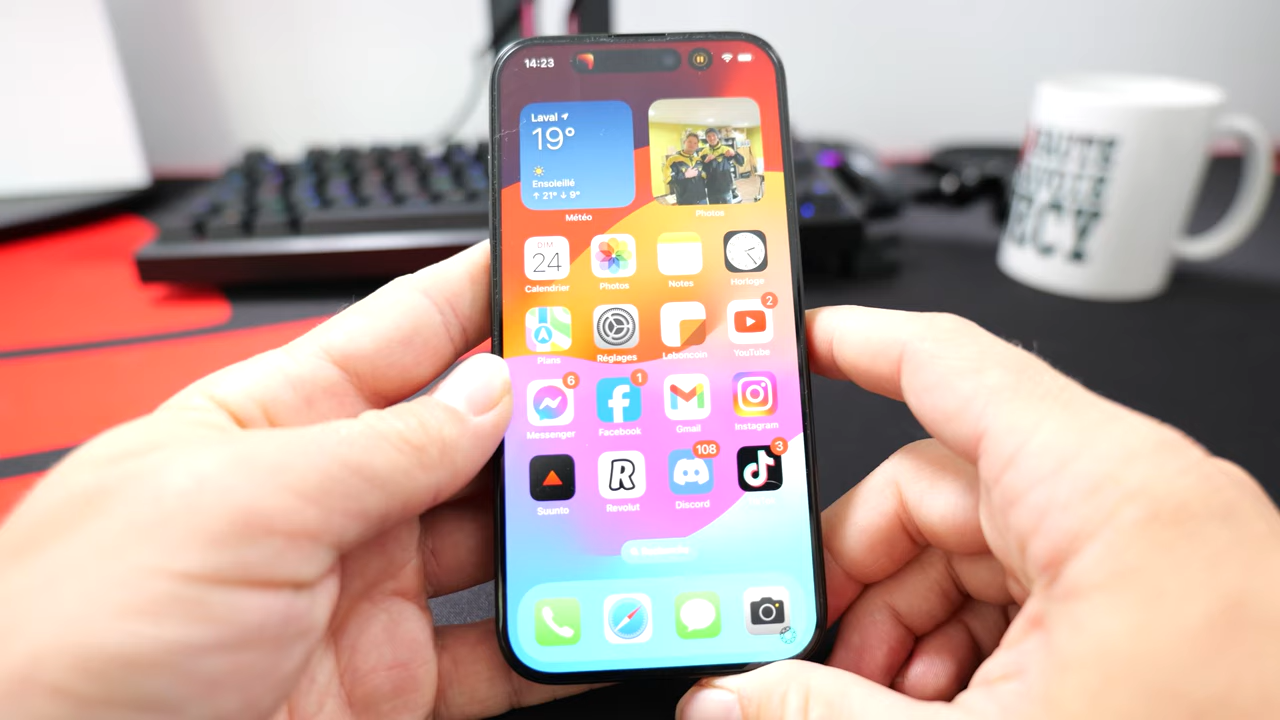 14:23
Laval
19°
Ensoleillé
↑ 21° ↓ 9°
Météo
Photos
DIM
24
Calendrier
Photos
Notes
Horloge
Plans
Réglages
Leboncoin
2
YouTube
6
Messenger
1
Facebook
Gmail
Instagram
Suunto
R
Revolut
108
Discord
3